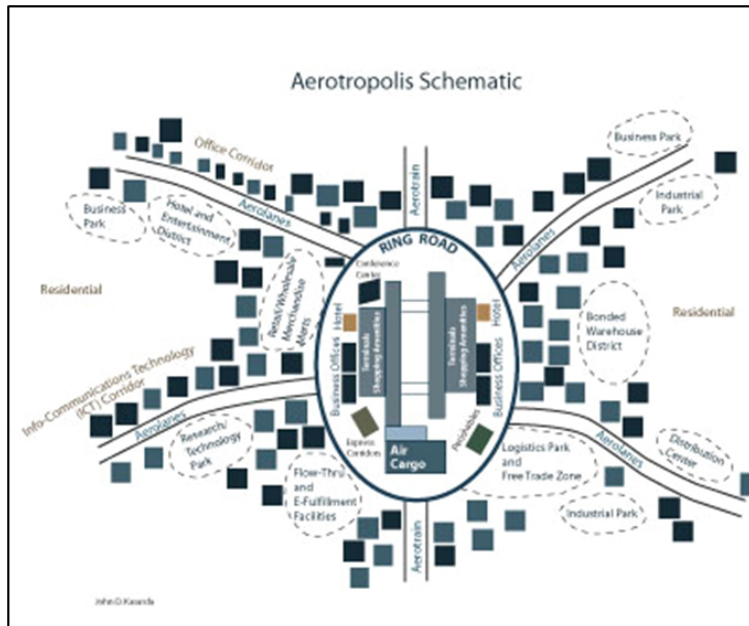 Aerotropolis Schematic
Office Corridor
Business Park
Aerotrain
Industrial Park
Aerolanes
Hotel and
Entertainment
District
Business
Park
RING ROAD
Aerolanes
Conference
Center
Retail/Wholesale
Merchandise
Marts
Residential
Residential
Hotel
Hotel
Bonded
Warehouse
District
Terminals
Shopping Amenities
Terminals
Shopping Amenities
Business Offices
Business Offices
Info-Communications Technology
(ICT) Corridor
Aerolanes
Research/
Technology
Park
Express
Corridors
Air
Cargo
Perishables
Logistics Park
and
Free Trade Zone
Aerolanes
Distribution
Center
Flow-Thru
and
E-Fulfillment
Facilities
Industrial Park
Aerotrain
John D. Kasarda